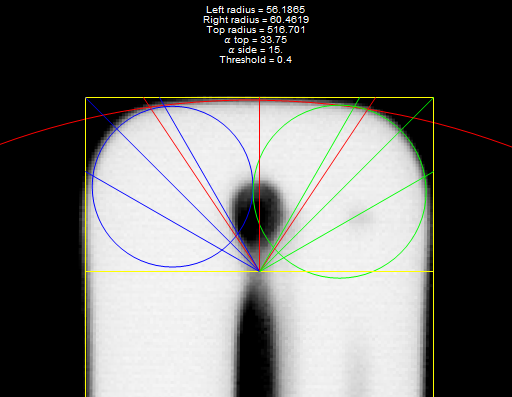 Left radius = 56.1865
Right radius = 60.4619
Top radius = 516.701
α top = 33.75
α side = 15.
Threshold = 0.4